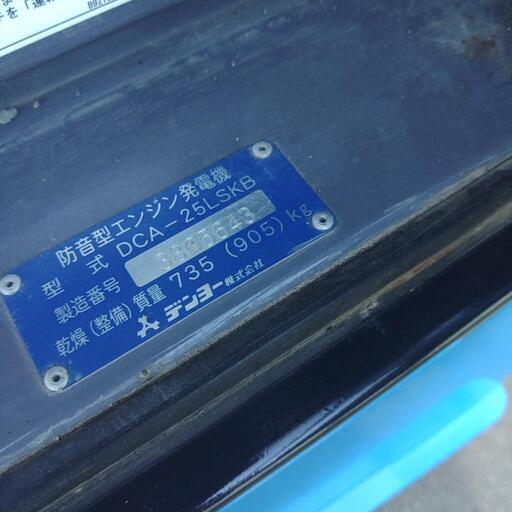 防音型エンジン発電機
型式 DCA-25LSKB
製造番号 3865643
乾燥(整備)質量 735 (905) kg
デンヨー株式会社